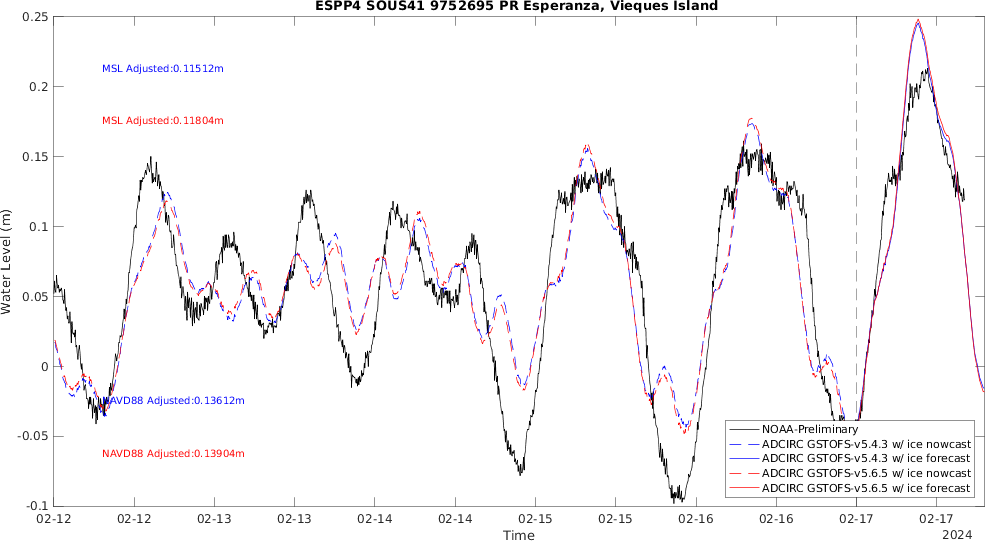 ESPP4 SOUS41 9752695 PR Esperanza, Vieques Island
0.25
0.2
0.15
0.1
0.05
0
-0.05
-0.1
Water Level (m)
MSL Adjusted:0.11512m
MSL Adjusted:0.11804m
NAVD88 Adjusted:0.13612m
NAVD88 Adjusted:0.13904m
NOAA-Preliminary
ADCIRC GSTOFS-v5.4.3 w/ ice nowcast
ADCIRC GSTOFS-v5.4.3 w/ ice forecast
ADCIRC GSTOFS-v5.6.5 w/ ice nowcast
ADCIRC GSTOFS-v5.6.5 w/ ice forecast
02-12 02-12 02-13 02-13 02-14 02-14 02-15 02-15 02-16 02-16 02-17 02-17
Time
2024